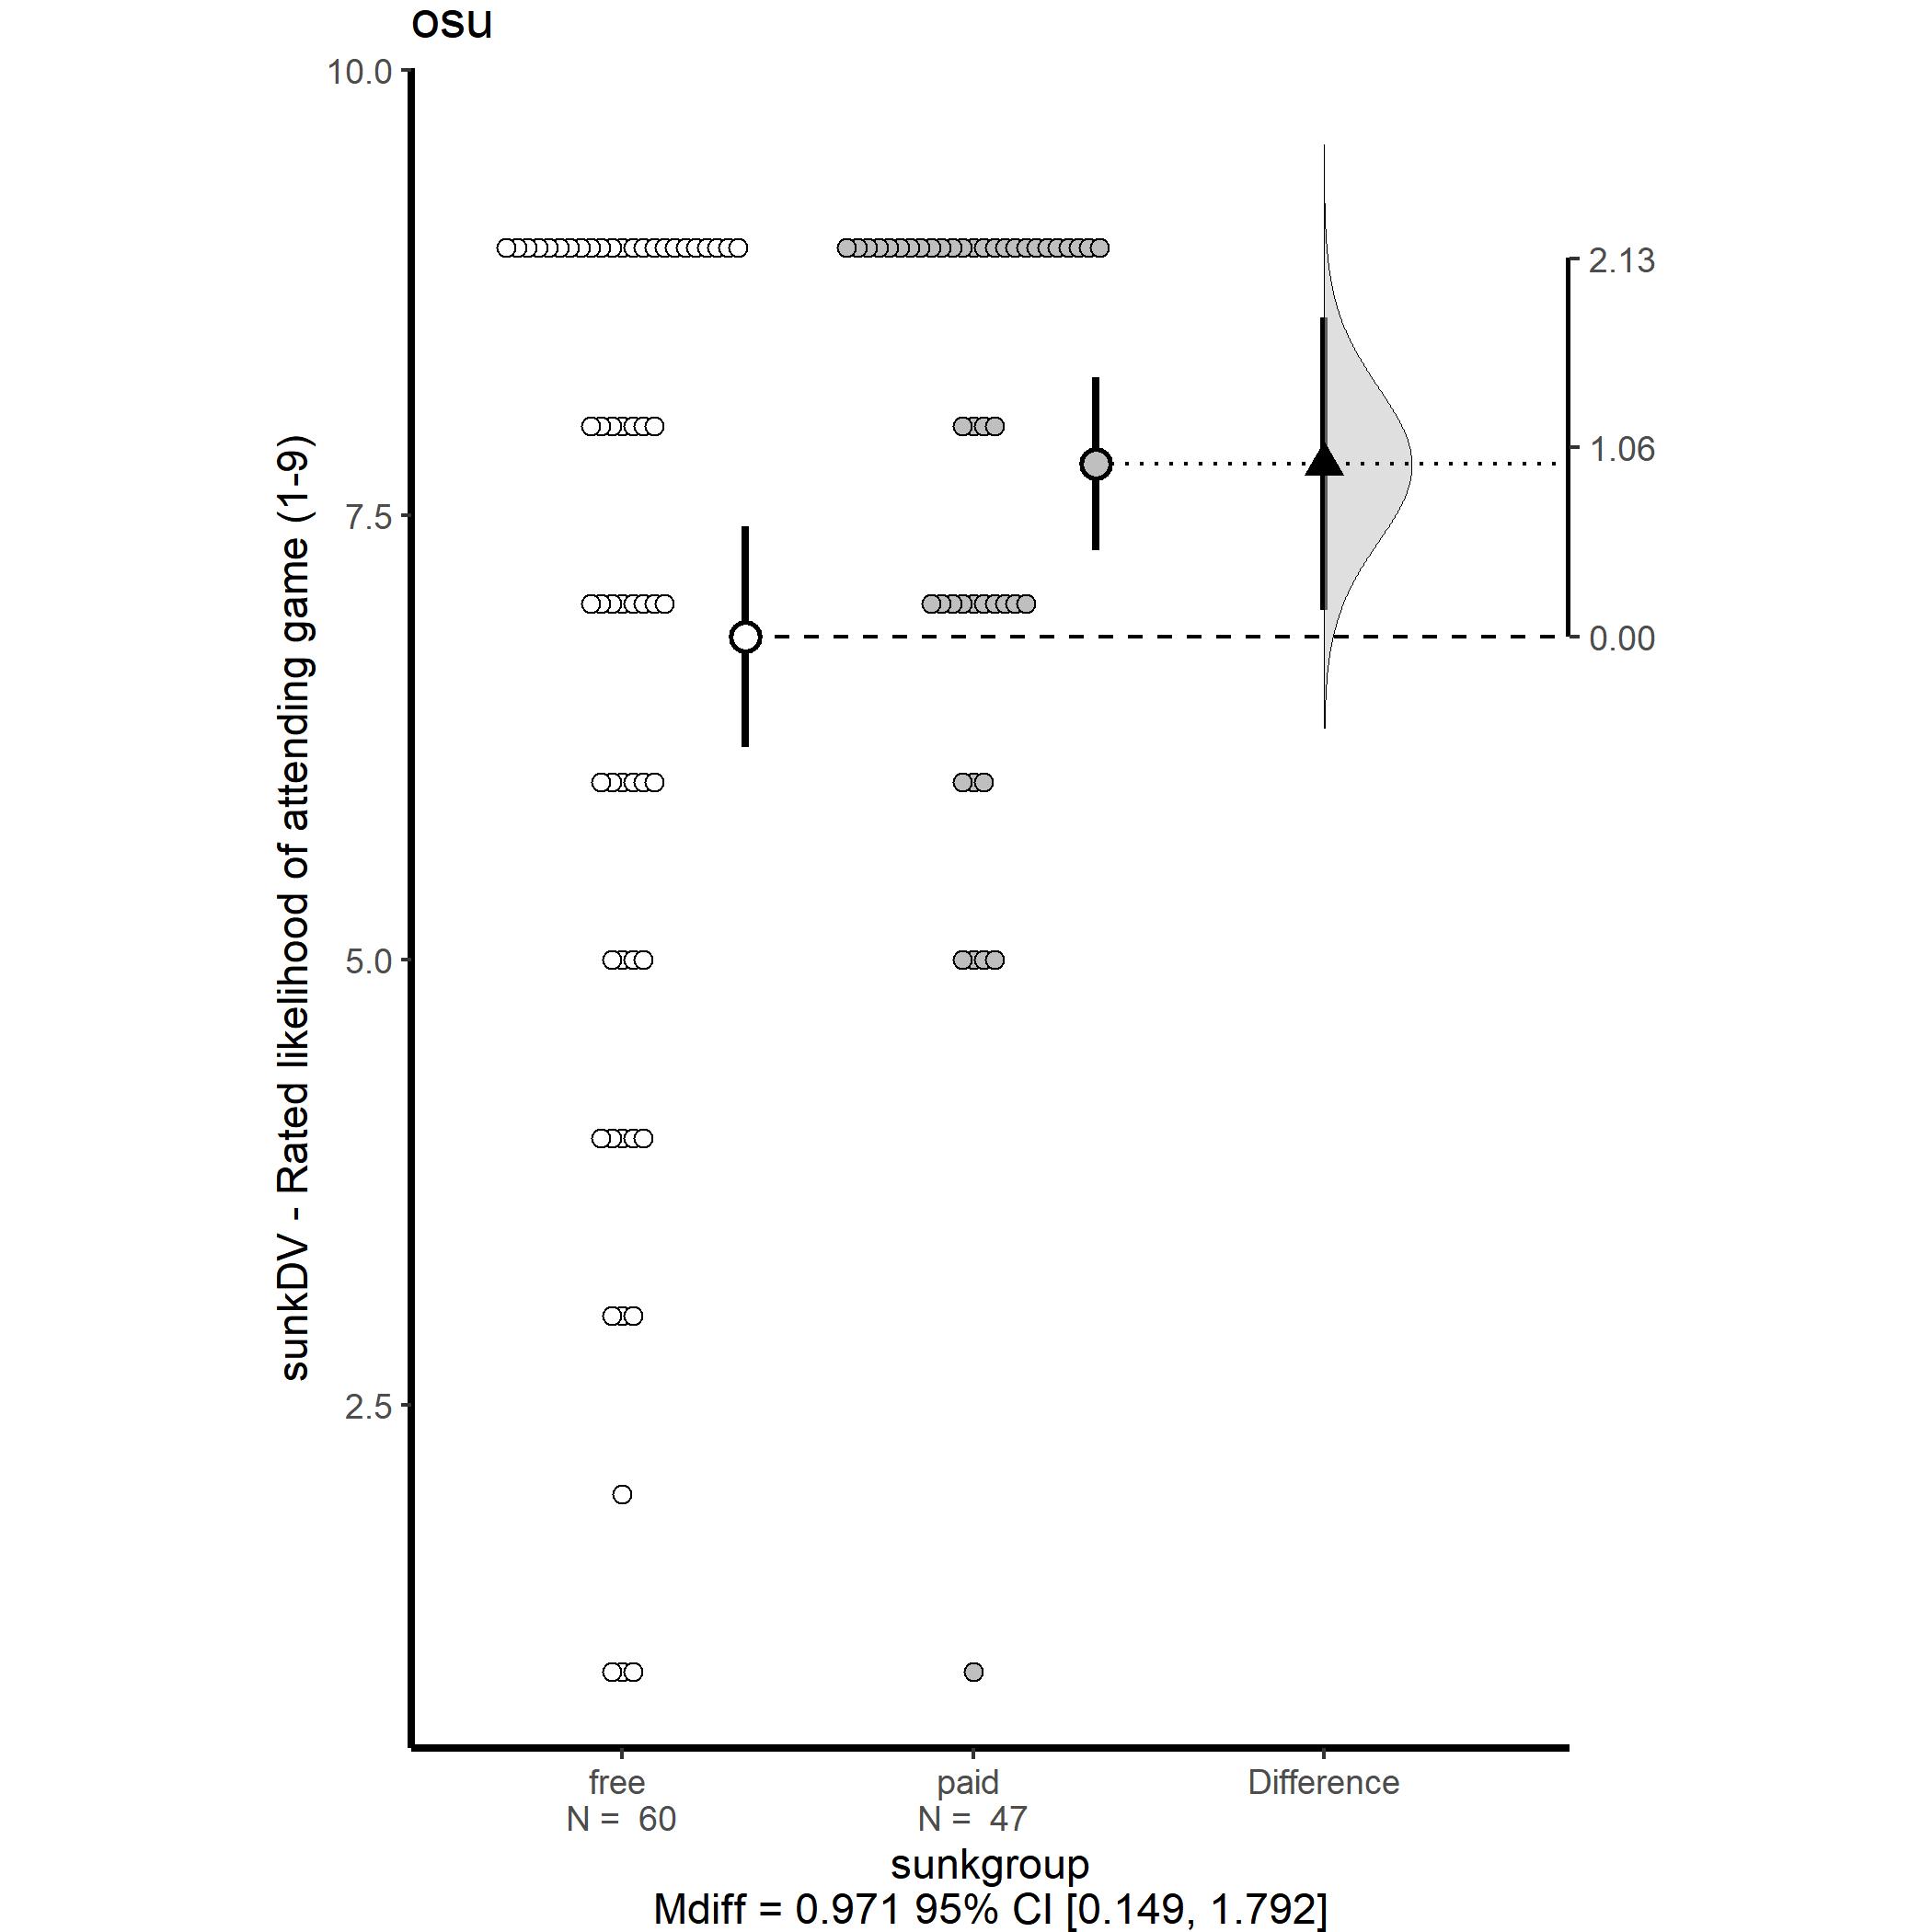 osu
10.0
7.5
5.0
2.5
sunkDV - Rated likelihood of attending game (1-9)
2.13
1.06
0.00
free
N =  60
paid
N =  47
Difference
sunkgroup
Mdiff = 0.971 95% CI [0.149, 1.792]